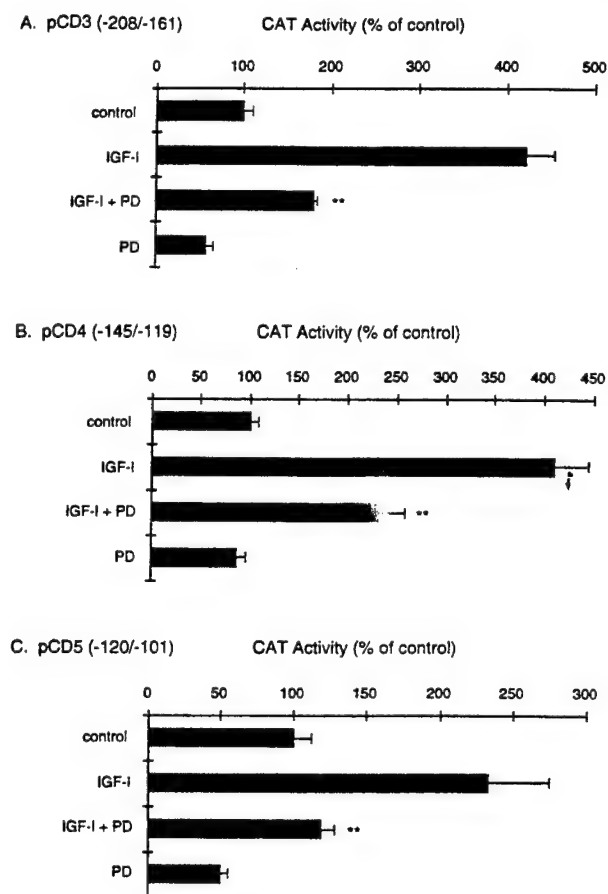 A. pCD3 (-208/-161) CAT Activity (% of control)
0 100 200 300 400 500
control
IGF-I
IGF-I + PD **
PD
B. pCD4 (-145/-119) CAT Activity (% of control)
0 50 100 150 200 250 300 350 400 450
control
IGF-I
IGF-I + PD **
PD
C. pCD5 (-120/-101) CAT Activity (% of control)
0 50 100 150 200 250 300
control
IGF-I
IGF-I + PD **
PD